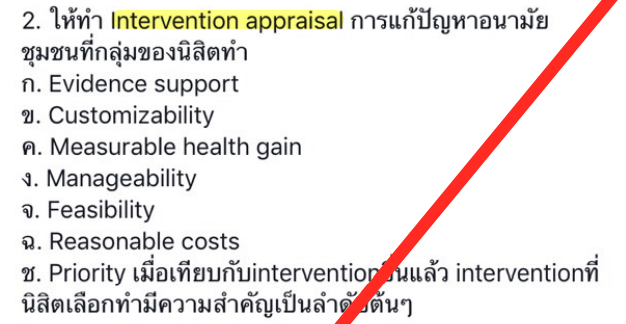 2. ให้ทำ Intervention appraisal การแก้ปัญหาอนามัย
ชุมชนที่กลุ่มของนิสิตทำ
ก. Evidence support
ข. Customizability
ค. Measurable health gain
ง. Manageability
จ. Feasibility
ฉ. Reasonable costs
ช. Priority เมื่อเทียบกับinterventionอื่นแล้ว interventionที่
นิสิตเลือกทำมีความสำคัญเป็นลำดับต้นๆ